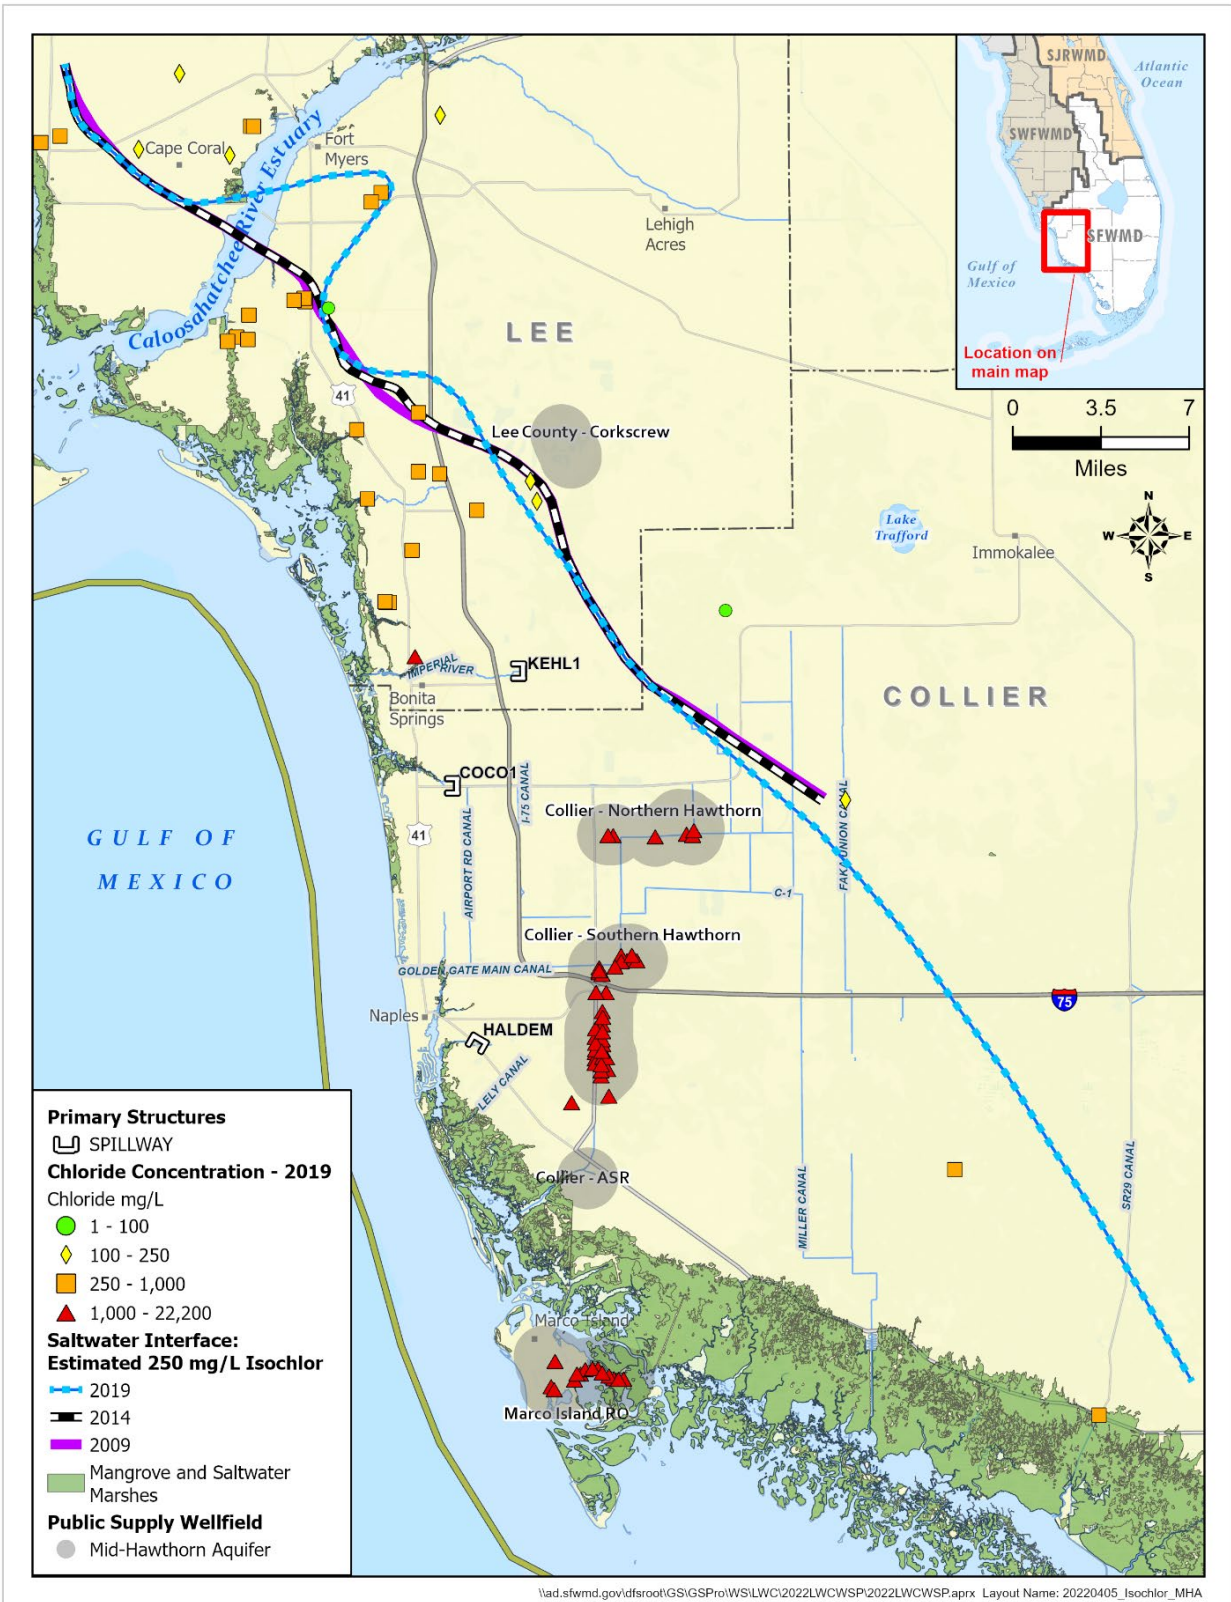 SJRWMD
Atlantic
Ocean
SWFWMD
SFWMD
Gulf of
Mexico
Location on
main map
0 3.5 7
Miles
N
W E
S
Cape Coral
Fort
Myers
Caloosahatchee River Estuary
Lehigh
Acres
LEE
41
Lee County - Corkscrew
Lake
Trafford
Immokalee
IMPERIAL
RIVER
KEHL1
Bonita
Springs
COLLIER
COCO1
I-75 CANAL
41
AIRPORT RD CANAL
Collier - Northern Hawthorn
FAKA UNION CANAL
C-1
GULF OF
MEXICO
Collier - Southern Hawthorn
GOLDEN GATE MAIN CANAL
75
Naples
HALDEM
LELY CANAL
Collier - ASR
MILLER CANAL
SR29 CANAL
Marco Island
Marco Island RO
Primary Structures
SPILLWAY
Chloride Concentration - 2019
Chloride mg/L
1 - 100
100 - 250
250 - 1,000
1,000 - 22,200
Saltwater Interface:
Estimated 250 mg/L Isochlor
2019
2014
2009
Mangrove and Saltwater
Marshes
Public Supply Wellfield
Mid-Hawthorn Aquifer
\\ad.sfwmd.gov\dfsroot\GS\GSPro\WS\LWC\2022LWCWSP\2022LWCWSP.aprx Layout Name: 20220405_Isochlor_MHA